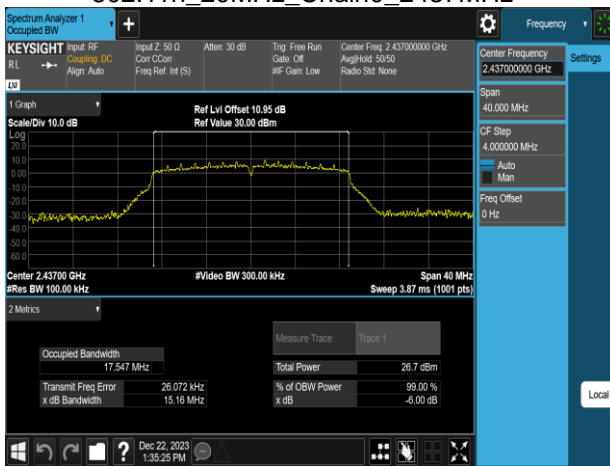 Spectrum Analyzer 1
Occupied BW
+
Frequency
KEYSIGHT
RL
Input: RF
Coupling: DC
Align: Auto
Input Z: 50 Ω
Corr CCorr
Freq Ref: Int (S)
Atten: 30 dB
Trig: Free Run
Gate: Off
#IF Gain: Low
Center Freq: 2.437000000 GHz
Avg|Hold: 50/50
Radio Std: None
LXI
1 Graph
Scale/Div 10.0 dB
Ref Lvl Offset 10.95 dB
Ref Value 30.00 dBm
Log
20.0
10.0
0.00
-10.0
-20.0
-30.0
-40.0
-50.0
-60.0
Center 2.43700 GHz
#Res BW 100.00 kHz
#Video BW 300.00 kHz
Span 40 MHz
Sweep 3.87 ms (1001 pts)
2 Metrics
Measure Trace
Trace 1
Occupied Bandwidth
17.547 MHz
Total Power
26.7 dBm
Transmit Freq Error
26.072 kHz
% of OBW Power
99.00 %
x dB Bandwidth
15.16 MHz
x dB
-6.00 dB
Center Frequency
2.437000000 GHz
Settings
Span
40.000 MHz
CF Step
4.000000 MHz
Auto
Man
Freq Offset
0 Hz
Local
?
Dec 22, 2023
1:35:25 PM